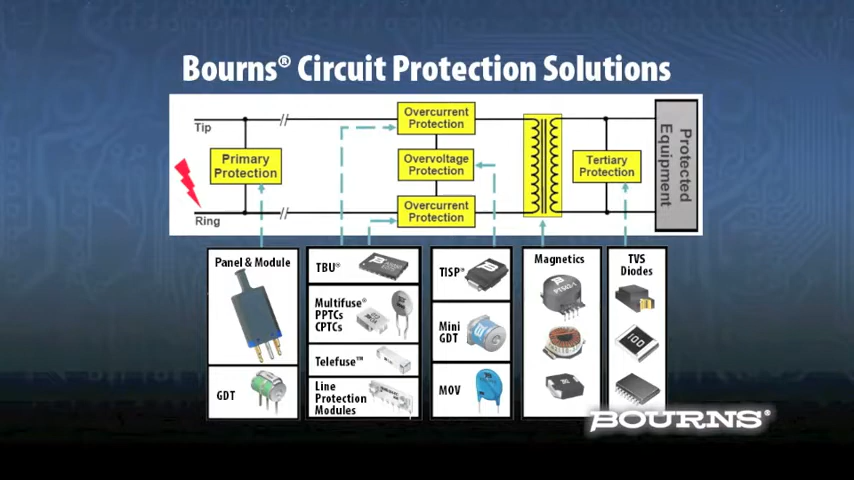 Bourns® Circuit Protection Solutions
Tip
Ring
Primary
Protection
Overcurrent
Protection
Overvoltage
Protection
Overcurrent
Protection
Tertiary
Protection
Protected
Equipment
Panel & Module
GDT
TBU®
Multifuse®
PPTCs
CPTCs
Telefuse™
Line
Protection
Modules
TISP®
Mini
GDT
MOV
Magnetics
TVS
Diodes
100
BOURNS®